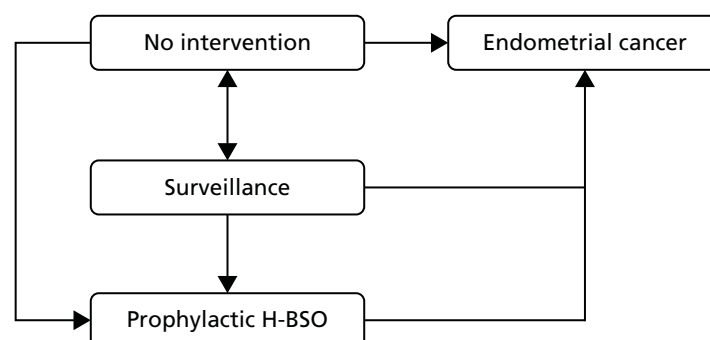 No intervention
Endometrial cancer
Surveillance
Prophylactic H-BSO